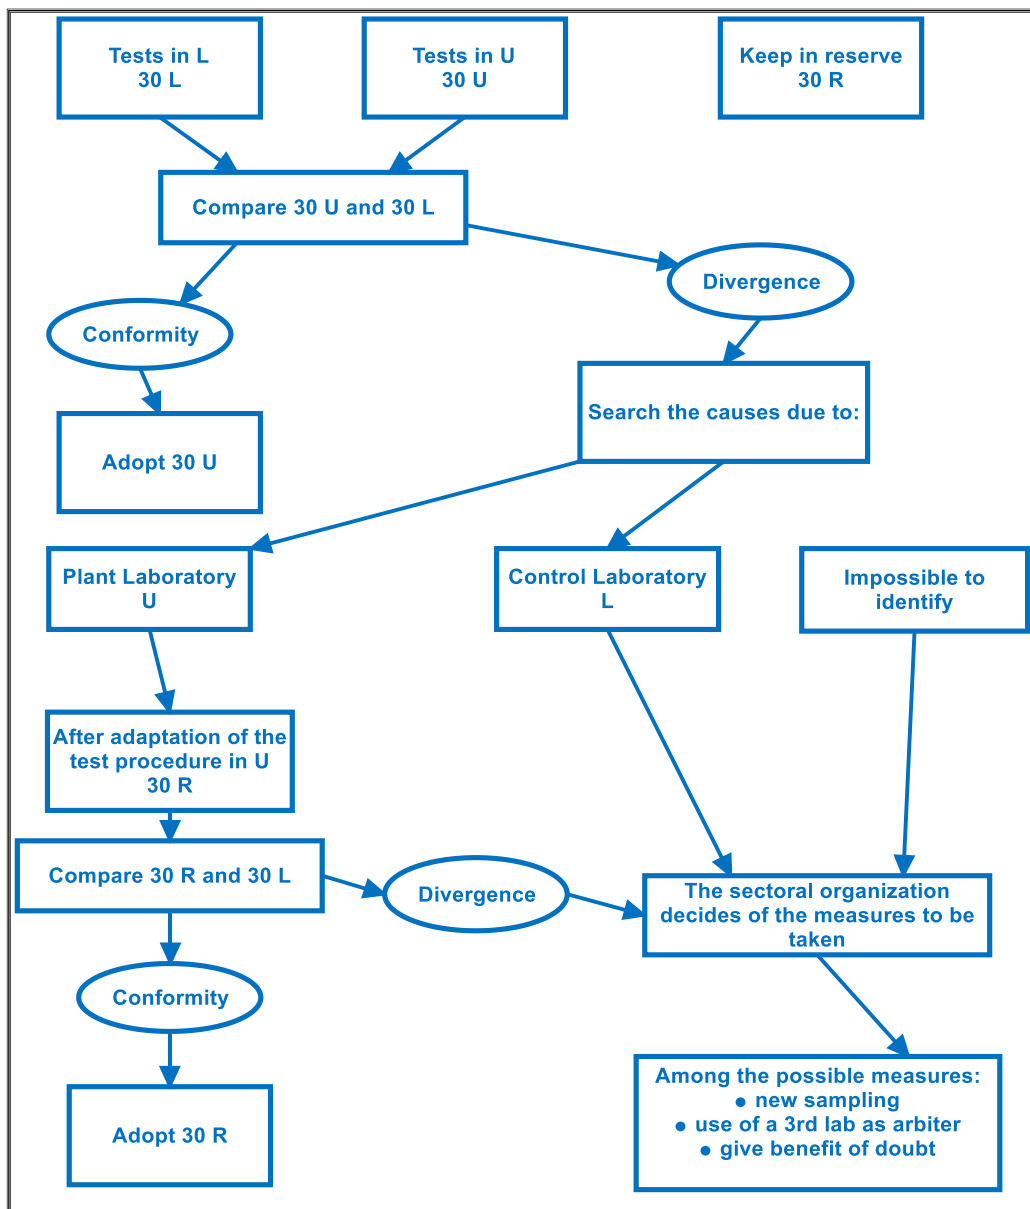 Tests in L
30 L
Tests in U
30 U
Keep in reserve
30 R
Compare 30 U and 30 L
Divergence
Conformity
Search the causes due to:
Adopt 30 U
Plant Laboratory
U
Control Laboratory
L
Impossible to
identify
After adaptation of the
test procedure in U
30 R
Compare 30 R and 30 L
Divergence
The sectoral organization
decides of the measures to be
taken
Conformity
Among the possible measures:
● new sampling
● use of a 3rd lab as arbiter
● give benefit of doubt
Adopt 30 R